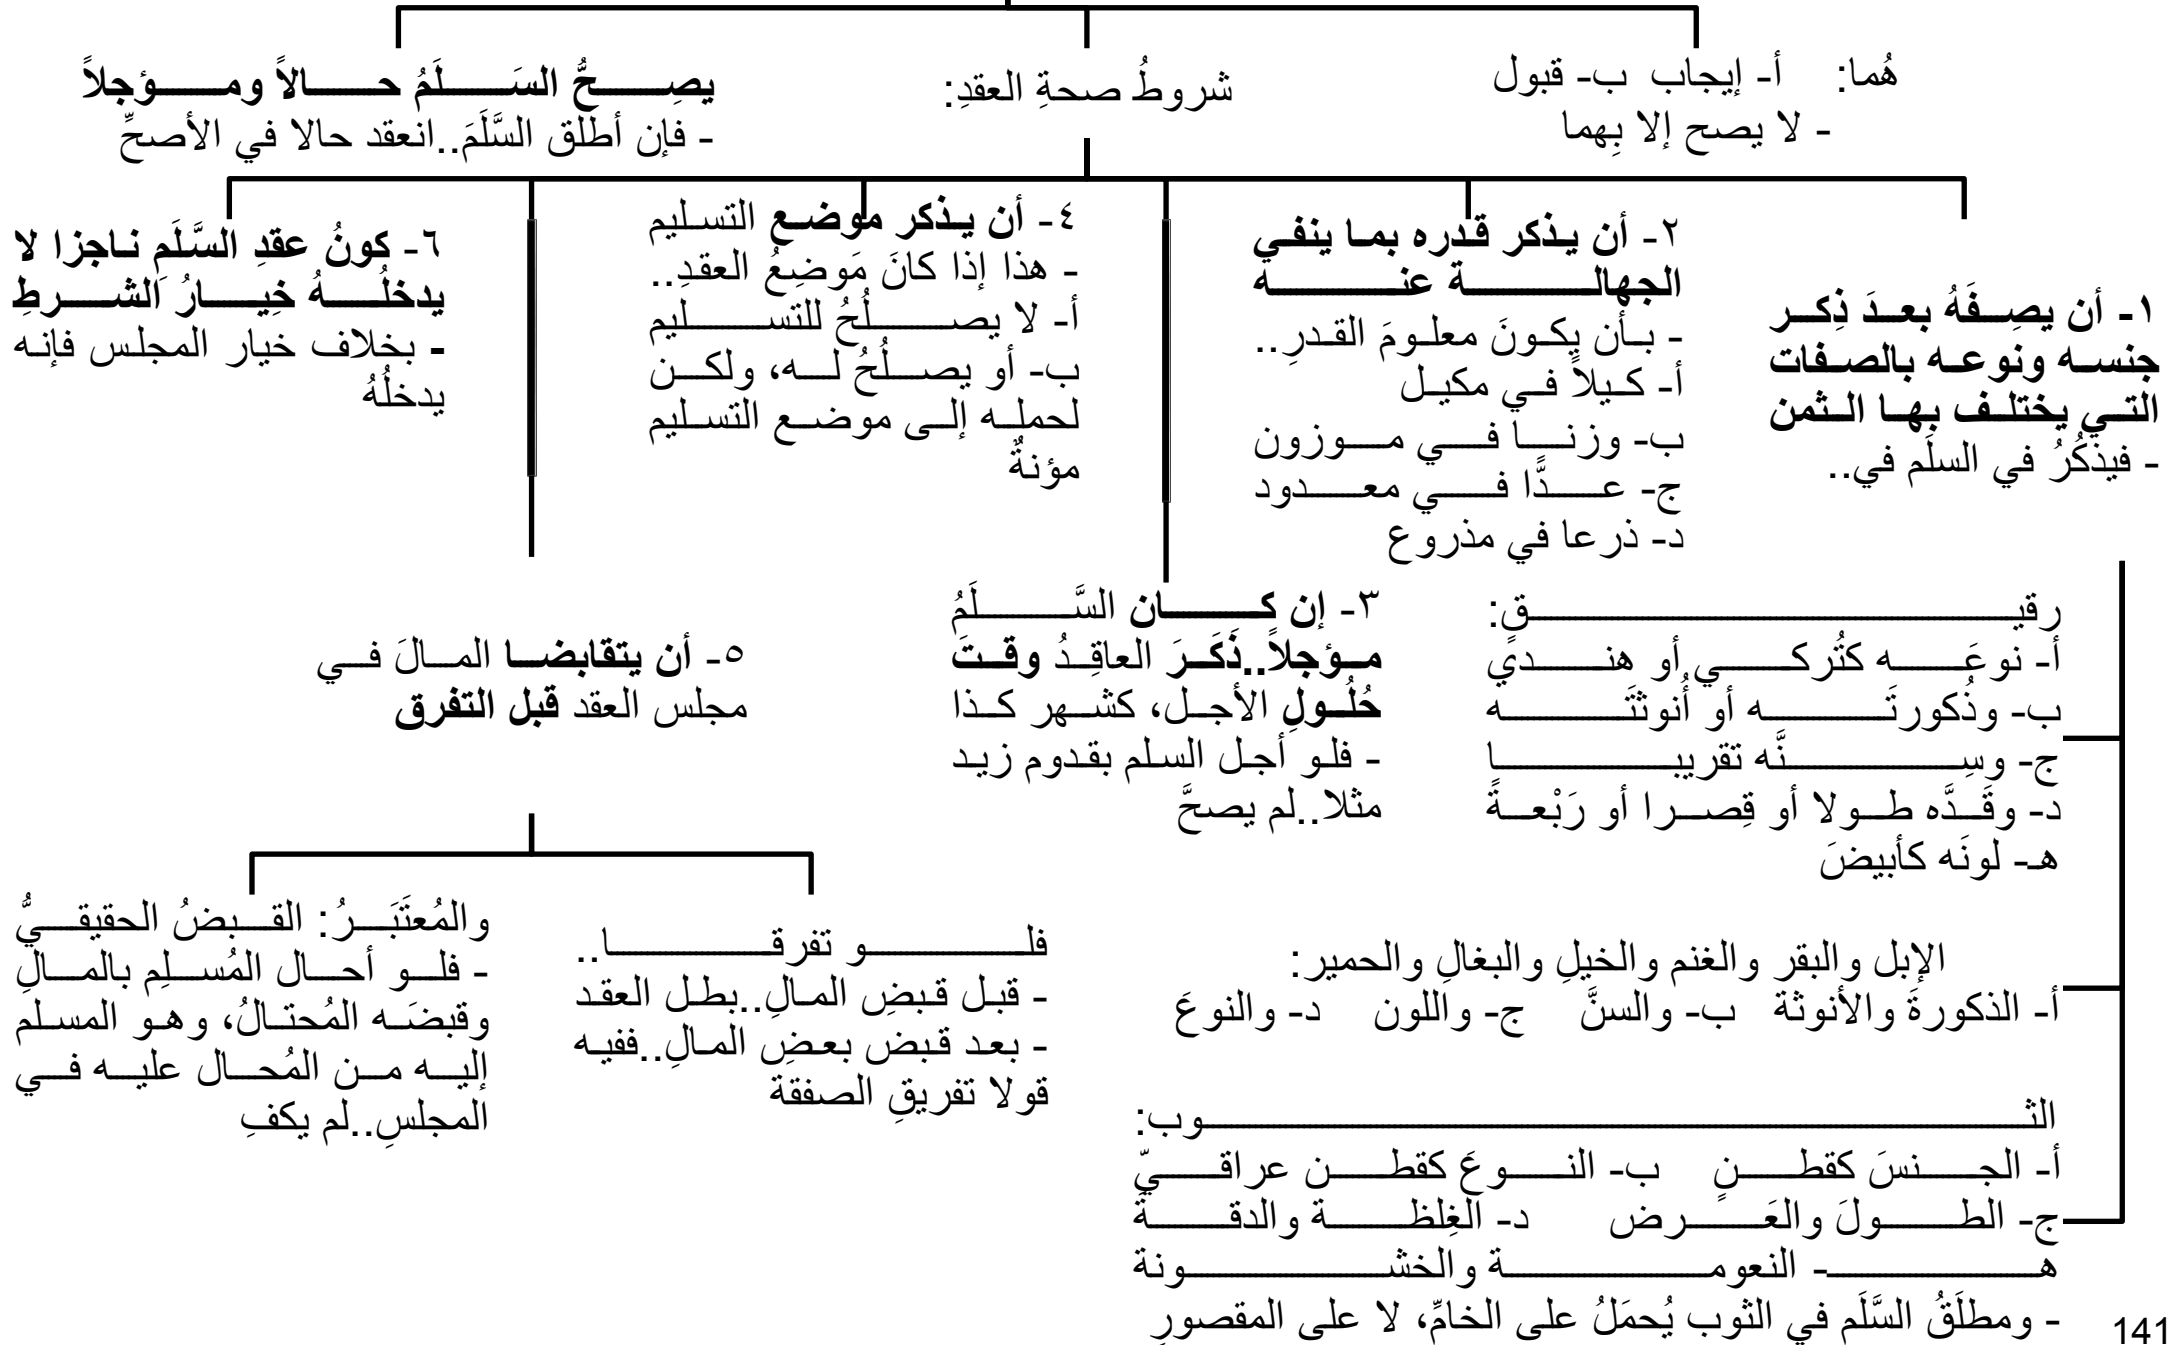 هُما: أ- إيجاب ب- قبول
- لا يصح إلا بِهما
شروطُ صحةِ العقدِ:
يصِحُّ السَلَمُ حالاً ومؤجلاً
- فإن أطلق السَّلَمَ..انعقد حالا في الأصحِّ
١- أن يصِفَهُ بعدَ ذِكر
جنسه ونوعه بالصفات
التي يختلف بها الثمن
- فيذكُرُ في السلَم في..
٢- أن يذكر قدره بما ينفي
الجهالة عنه
- بأن يكونَ معلومَ القدرِ..
أ- كيلاً في مكيل
ب- وزنا في موزون
ج- عدًّا في معدود
د- ذرعا في مذروع
٤- أن يذكر موضع التسليم
- هذا إذا كانَ مَوضِعُ العقدِ..
أ- لا يصلُحُ للتسليم
ب- أو يصلُحُ له، ولكن
لحمله إلى موضع التسليم
مؤنةٌ
٦- كونُ عقدِ السَّلَمِ ناجزا لا
يدخلُهُ خِيارُ الشرطِ
- بخلاف خيار المجلس فإنه
يدخلُهُ
٣- إن كان السَّلَمُ
مؤجلاً..ذَكَرَ العاقِدُ وقتَ
حُلُولِ الأجل، كشهر كذا
- فلو أجل السلم بقدوم زيد
مثلا..لم يصحَّ
٥- أن يتقابضا المالَ في
مجلس العقد قبل التفرق
رقيق:
أ- نوعَه كتُركي أو هندي
ب- وذُكورتَه أو أُنوثتَه
ج- وسِنَّه تقريبا
د- وقَدَّه طولا أو قِصرا أو رَبْعةً
هـ- لونَه كأبيضَ
الإبل والبقر والغنم والخيلِ والبغالِ والحمير:
أ- الذكورةَ والأنوثة ب- والسنَّ ج- واللون د- والنوعَ
الثوب:
أ- الجنسَ كقطنٍ ب- النوعَ كقطن عراقيّ
ج- الطولَ والعَرض د- الغِلظة والدقةَ
هـ- النعومة والخشونة
- ومطلَقُ السَّلَم في الثوب يُحمَلُ على الخامِّ، لا على المقصورِ
فلو تفرقا..
- قبل قبضِ المالِ..بطل العقد
- بعد قبض بعضِ المالِ..ففيه
قولا تفريقِ الصفقة
والمُعتَبَرُ: القبضُ الحقيقيُّ
- فلو أحال المُسلِم بالمالِ
وقبضَه المُحتالُ، وهو المسلم
إليه من المُحال عليه في
المجلسِ..لم يكفِ
141